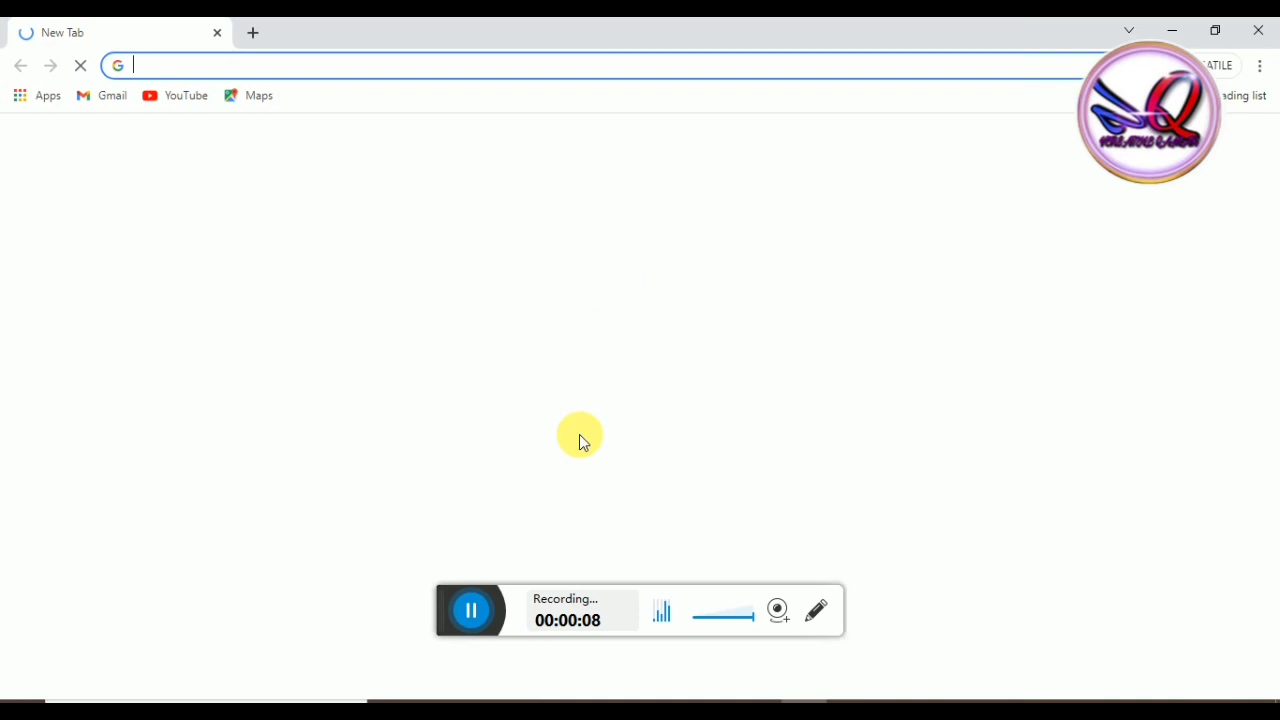 New Tab
ATILE
Apps
Gmail
YouTube
Maps
ading list
Recording...
00:00:08